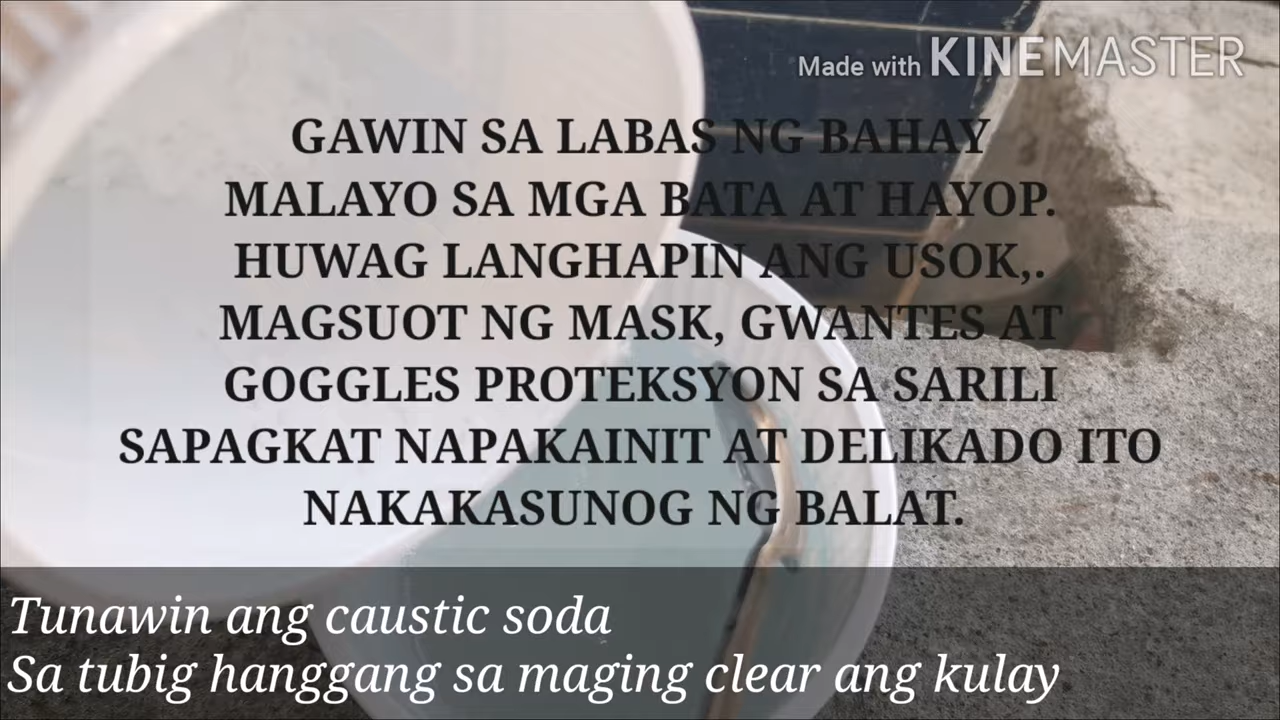 Made with KINEMASTER
GAWIN SA LABAS NG BAHAY
MALAYO SA MGA BATA AT HAYOP.
HUWAG LANGHAPIN ANG USOK,.
MAGSUOT NG MASK, GWANTES AT
GOGGLES PROTEKSYON SA SARILI
SAPAGKAT NAPAKAINIT AT DELIKADO ITO
NAKAKASUNOG NG BALAT.
Tunawin ang caustic soda
Sa tubig hanggang sa maging clear ang kulay